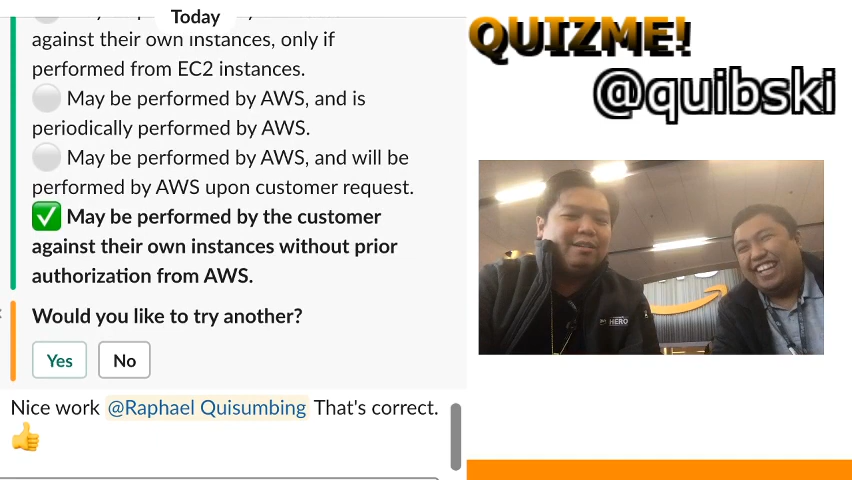 Today
against their own instances, only if
performed from EC2 instances.
May be performed by AWS, and is
periodically performed by AWS.
May be performed by AWS, and will be
performed by AWS upon customer request.
May be performed by the customer
against their own instances without prior
authorization from AWS.
Would you like to try another?
Yes
No
Nice work @Raphael Quisumbing That's correct.
QUIZME!
@quibski
HERO